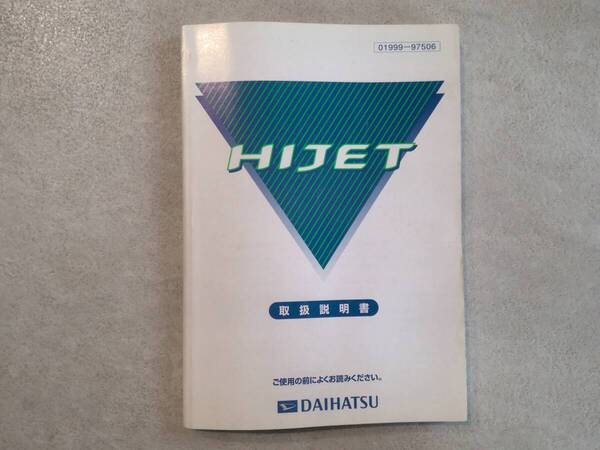 01999-97506
HIJET
取扱説明書
ご使用の前によくお読みください。
DAIHATSU